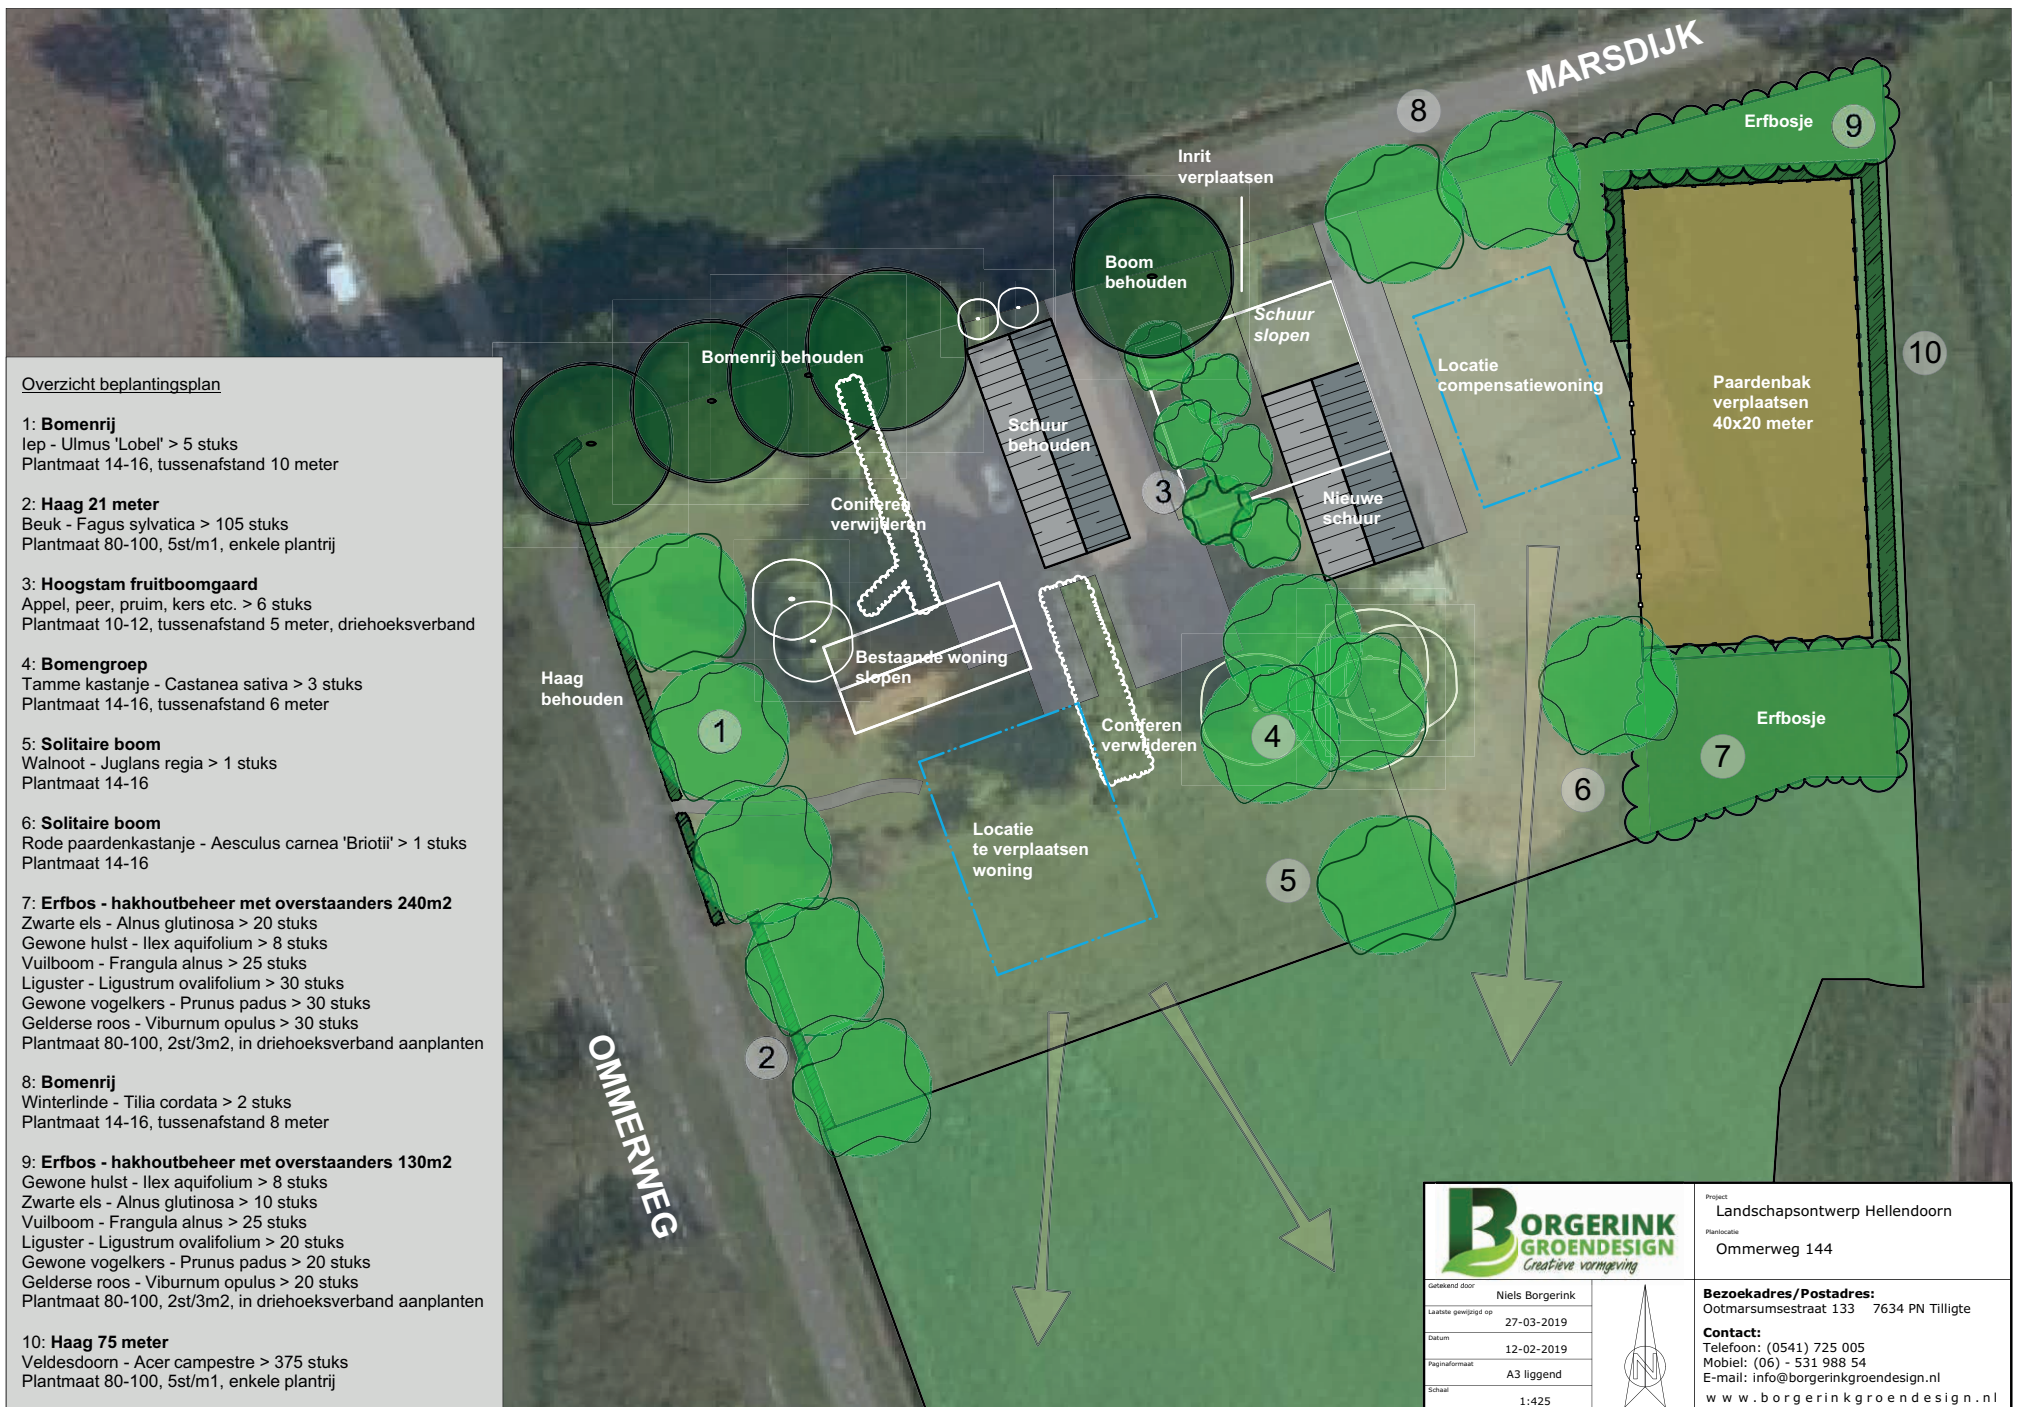 MARSDIJK
8
Erfbosje
9
Inrit
verplaatsen
Boom
behouden
Schuur
slopen
Bomenrij behouden
Locatie
compensatiewoning
10
Paardenbak
verplaatsen
40x20 meter
Schuur
behouden
3
Coniferen
verwijderen
Nieuwe
schuur
Bestaande woning
slopen
Haag
behouden
1
Coniferen
verwijderen
4
Erfbosje
7
6
Locatie
te verplaatsen
woning
5
2
OMMERWEG
Overzicht beplantingsplan
1: Bomenrij
Iep - Ulmus 'Lobel' > 5 stuks
Plantmaat 14-16, tussenafstand 10 meter
2: Haag 21 meter
Beuk - Fagus sylvatica > 105 stuks
Plantmaat 80-100, 5st/m1, enkele plantrij
3: Hoogstam fruitboomgaard
Appel, peer, pruim, kers etc. > 6 stuks
Plantmaat 10-12, tussenafstand 5 meter, driehoeksverband
4: Bomengroep
Tamme kastanje - Castanea sativa > 3 stuks
Plantmaat 14-16, tussenafstand 6 meter
5: Solitaire boom
Walnoot - Juglans regia > 1 stuks
Plantmaat 14-16
6: Solitaire boom
Rode paardenkastanje - Aesculus carnea 'Briotii' > 1 stuks
Plantmaat 14-16
7: Erfbos - hakhoutbeheer met overstaanders 240m2
Zwarte els - Alnus glutinosa > 20 stuks
Gewone hulst - Ilex aquifolium > 8 stuks
Vuilboom - Frangula alnus > 25 stuks
Liguster - Ligustrum ovalifolium > 30 stuks
Gewone vogelkers - Prunus padus > 30 stuks
Gelderse roos - Viburnum opulus > 30 stuks
Plantmaat 80-100, 2st/3m2, in driehoeksverband aanplanten
8: Bomenrij
Winterlinde - Tilia cordata > 2 stuks
Plantmaat 14-16, tussenafstand 8 meter
9: Erfbos - hakhoutbeheer met overstaanders 130m2
Gewone hulst - Ilex aquifolium > 8 stuks
Zwarte els - Alnus glutinosa > 10 stuks
Vuilboom - Frangula alnus > 25 stuks
Liguster - Ligustrum ovalifolium > 20 stuks
Gewone vogelkers - Prunus padus > 20 stuks
Gelderse roos - Viburnum opulus > 20 stuks
Plantmaat 80-100, 2st/3m2, in driehoeksverband aanplanten
10: Haag 75 meter
Veldesdoorn - Acer campestre > 375 stuks
Plantmaat 80-100, 5st/m1, enkele plantrij
BORGERINK
GROENDESIGN
Creatieve vormgeving
Project
Landschapsontwerp Hellendoorn
Planlocatie
Ommerweg 144
Getekend door
Niels Borgerink
Laatste gewijzigd op
27-03-2019
Datum
12-02-2019
Paginaformaat
A3 liggend
Schaal
1:425
N
Bezoekadres/Postadres:
Ootmarsumsestraat 133 7634 PN Tilligte
Contact:
Telefoon: (0541) 725 005
Mobiel: (06) - 531 988 54
E-mail: info@borgerinkgroendesign.nl
www.borgerinkgroendesign.nl